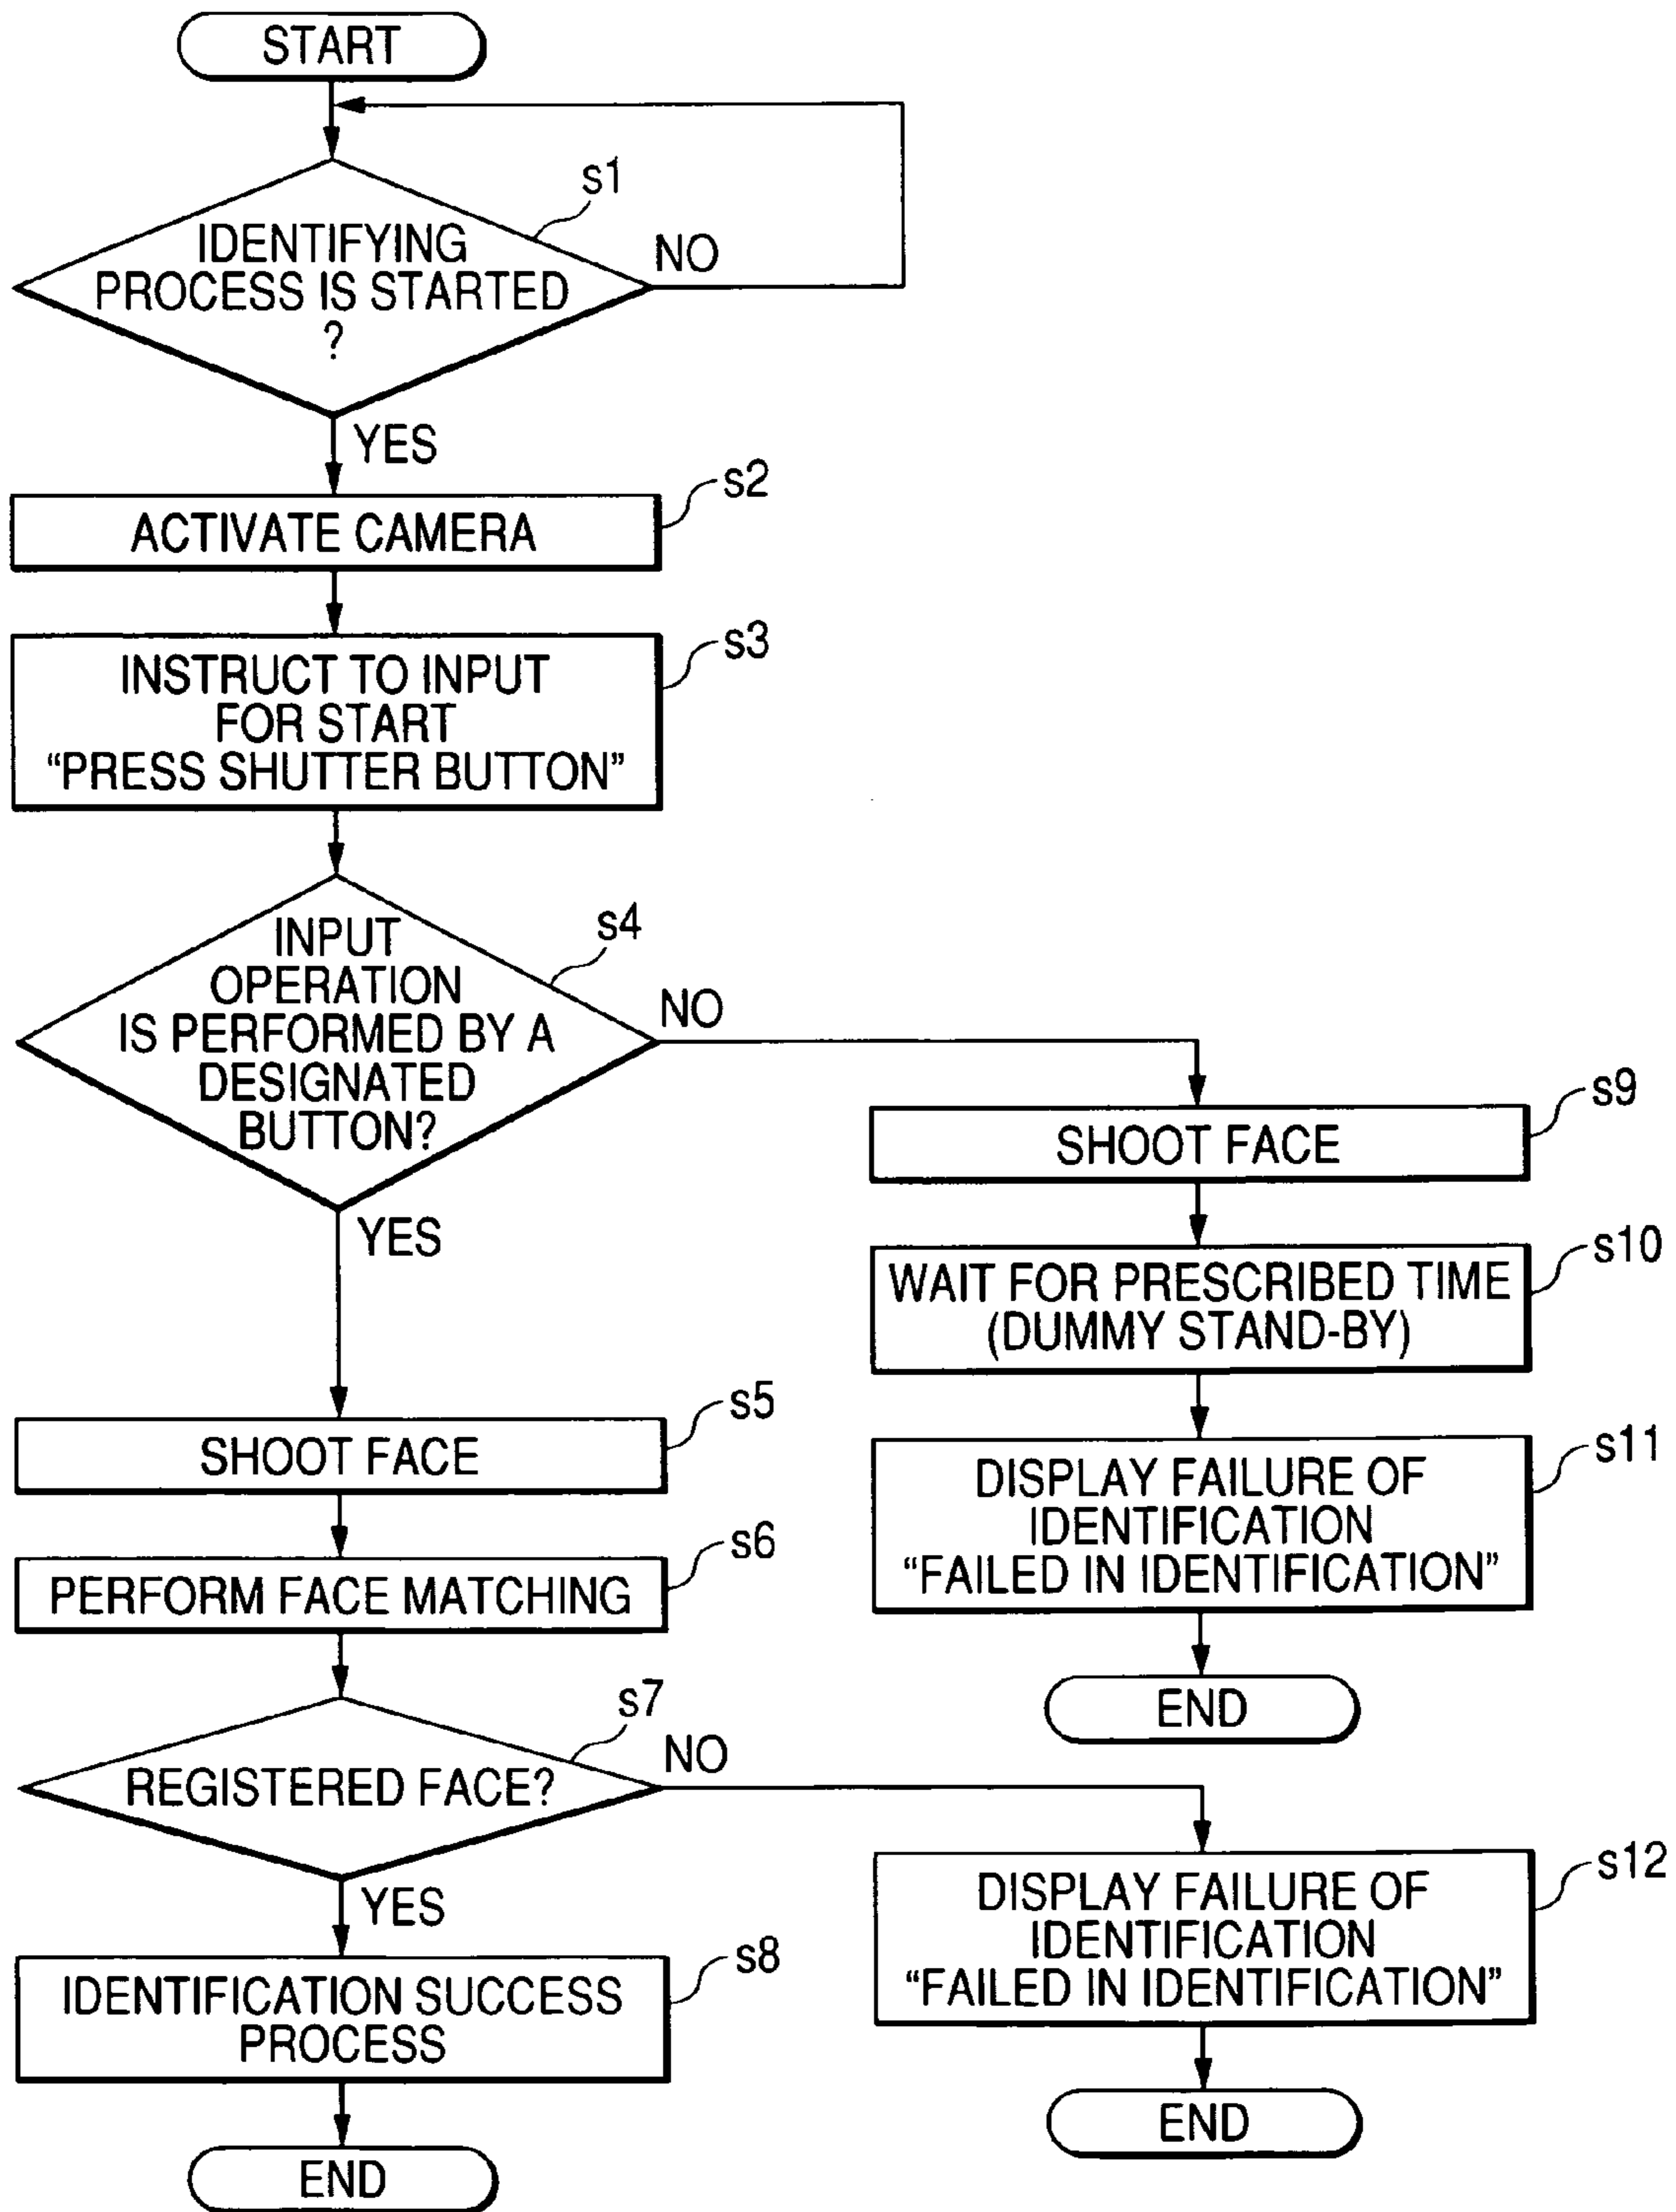 START
s1
IDENTIFYING
PROCESS IS STARTED
?
NO
YES
s2
ACTIVATE CAMERA
s3
INSTRUCT TO INPUT
FOR START
“PRESS SHUTTER BUTTON”
s4
INPUT
OPERATION
IS PERFORMED BY A
DESIGNATED
BUTTON?
NO
YES
s9
SHOOT FACE
s10
WAIT FOR PRESCRIBED TIME
(DUMMY STAND-BY)
s11
DISPLAY FAILURE OF
IDENTIFICATION
“FAILED IN IDENTIFICATION”
END
s5
SHOOT FACE
s6
PERFORM FACE MATCHING
s7
REGISTERED FACE?
NO
YES
s12
DISPLAY FAILURE OF
IDENTIFICATION
“FAILED IN IDENTIFICATION”
END
s8
IDENTIFICATION SUCCESS
PROCESS
END